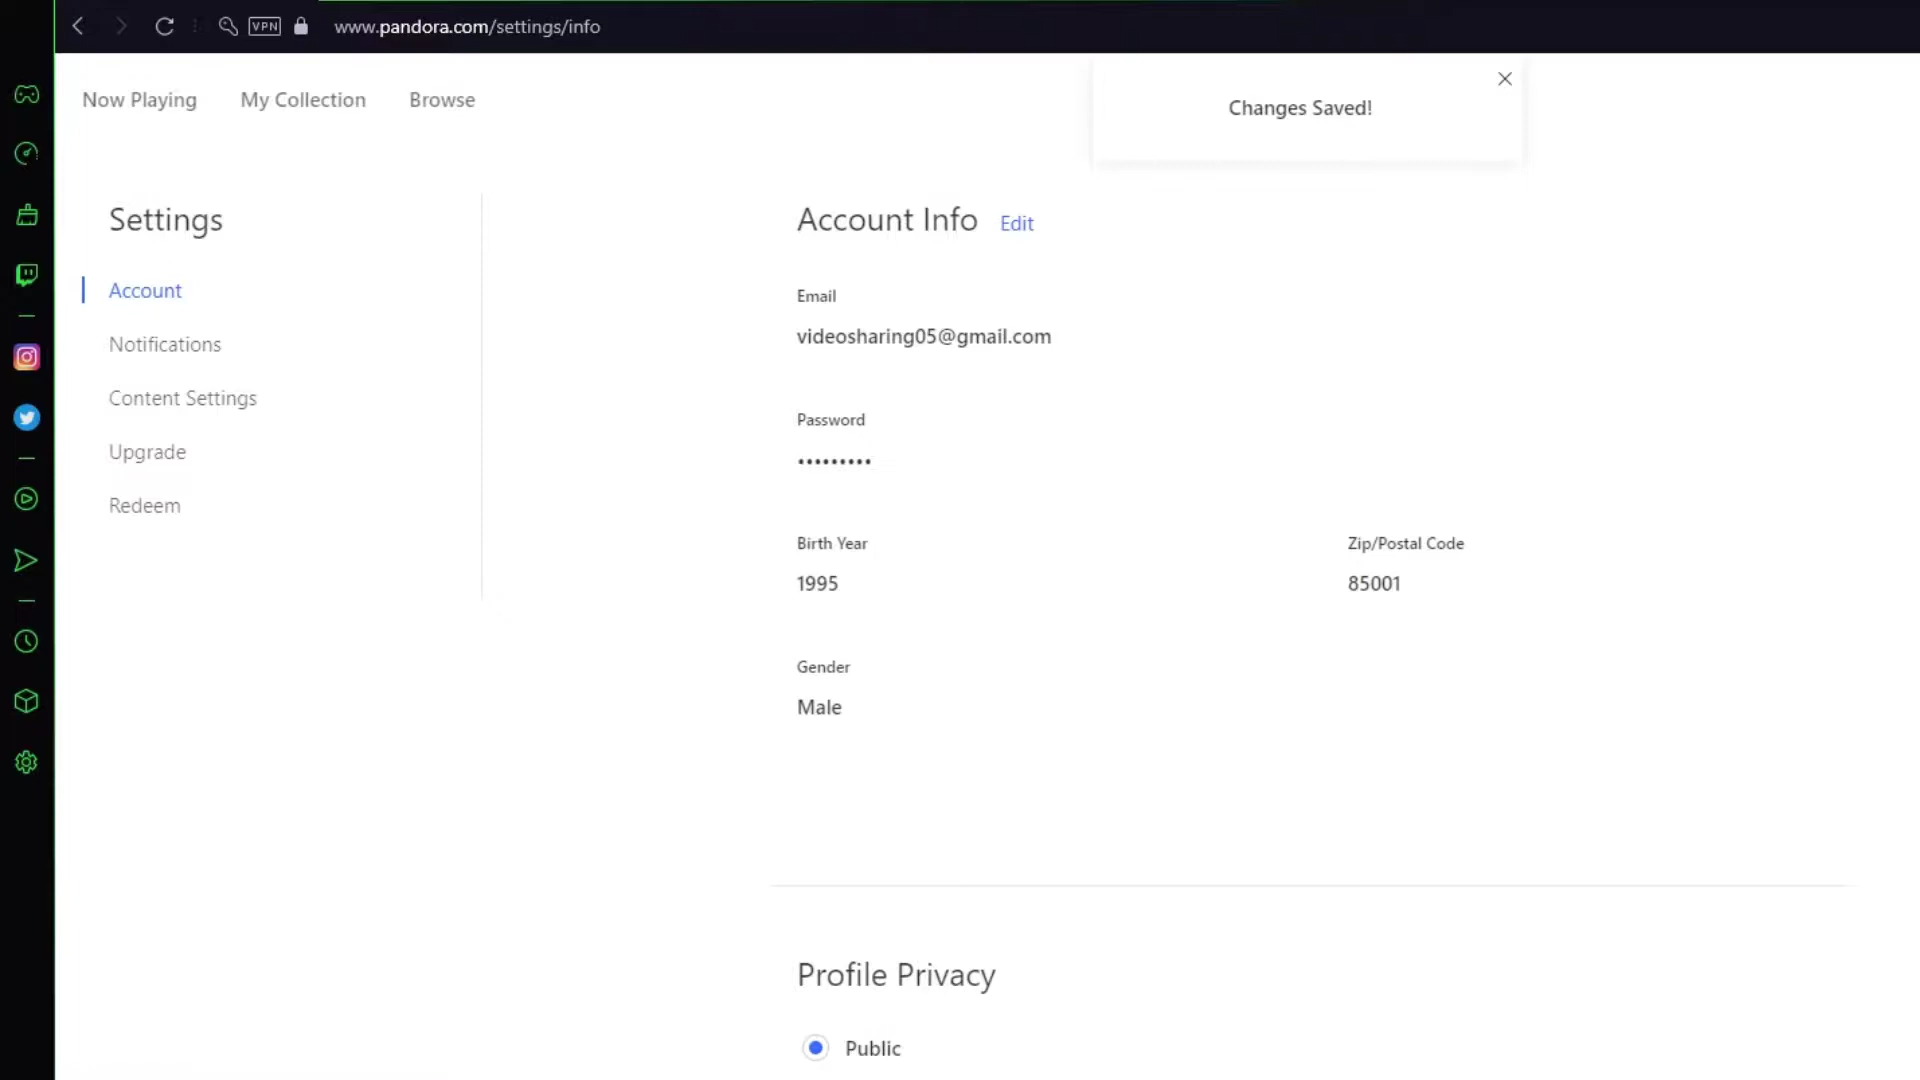 VPN
www.pandora.com/settings/info
Now Playing
My Collection
Browse
Changes Saved!
Settings
Account
Notifications
Content Settings
Upgrade
Redeem
Account Info
Edit
Email
videosharing05@gmail.com
Password
•••••••••
Birth Year
1995
Zip/Postal Code
85001
Gender
Male
Profile Privacy
Public